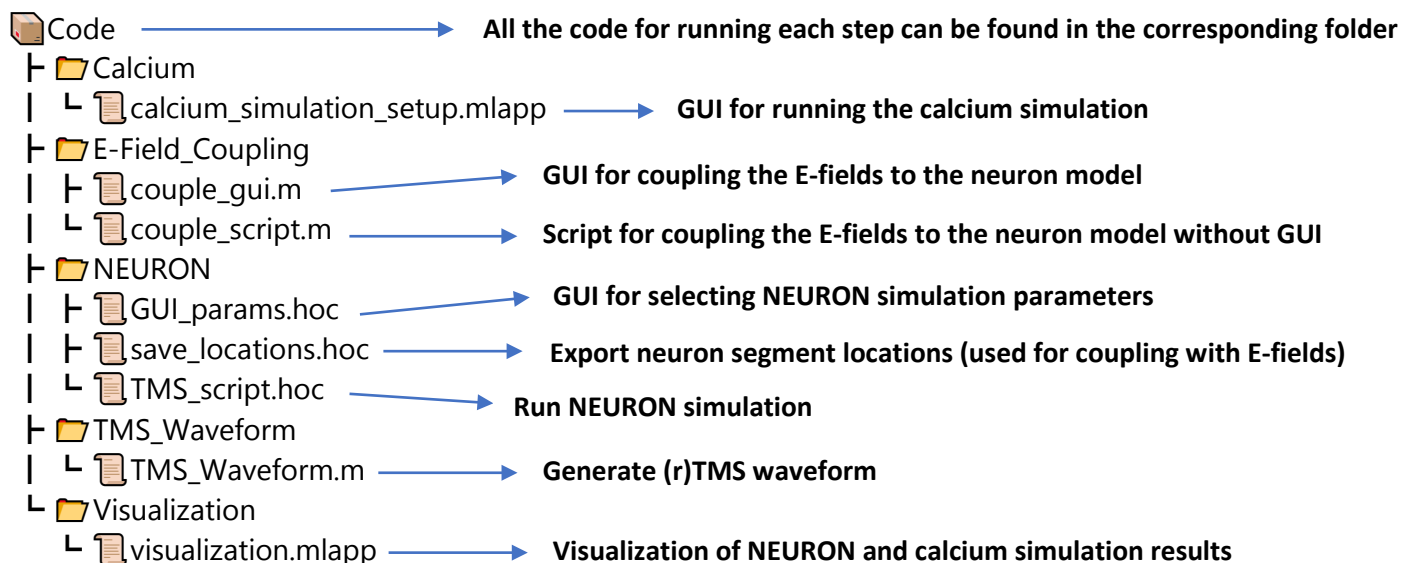 Code All the code for running each step can be found in the corresponding folder
Calcium
calcium_simulation_setup.mlapp GUI for running the calcium simulation
E-Field_Coupling
couple_gui.m GUI for coupling the E-fields to the neuron model
couple_script.m Script for coupling the E-fields to the neuron model without GUI
NEURON
GUI_params.hoc GUI for selecting NEURON simulation parameters
save_locations.hoc Export neuron segment locations (used for coupling with E-fields)
TMS_script.hoc Run NEURON simulation
TMS_Waveform
TMS_Waveform.m Generate (r)TMS waveform
Visualization
visualization.mlapp Visualization of NEURON and calcium simulation results